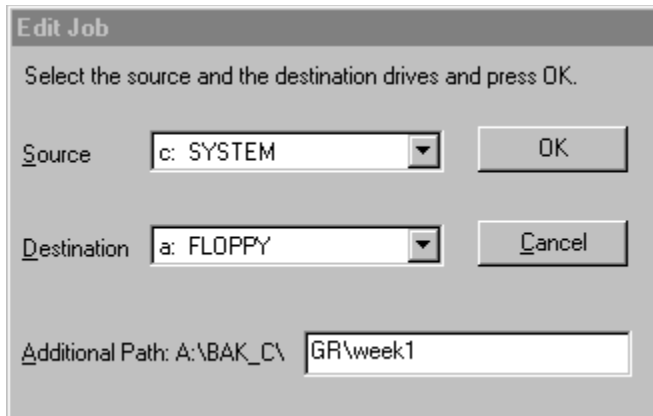 Edit Job
Select the source and the destination drives and press OK.
Source c: SYSTEM OK
Destination a: FLOPPY Cancel
Additional Path: A:\BAK_C\ GR\week1